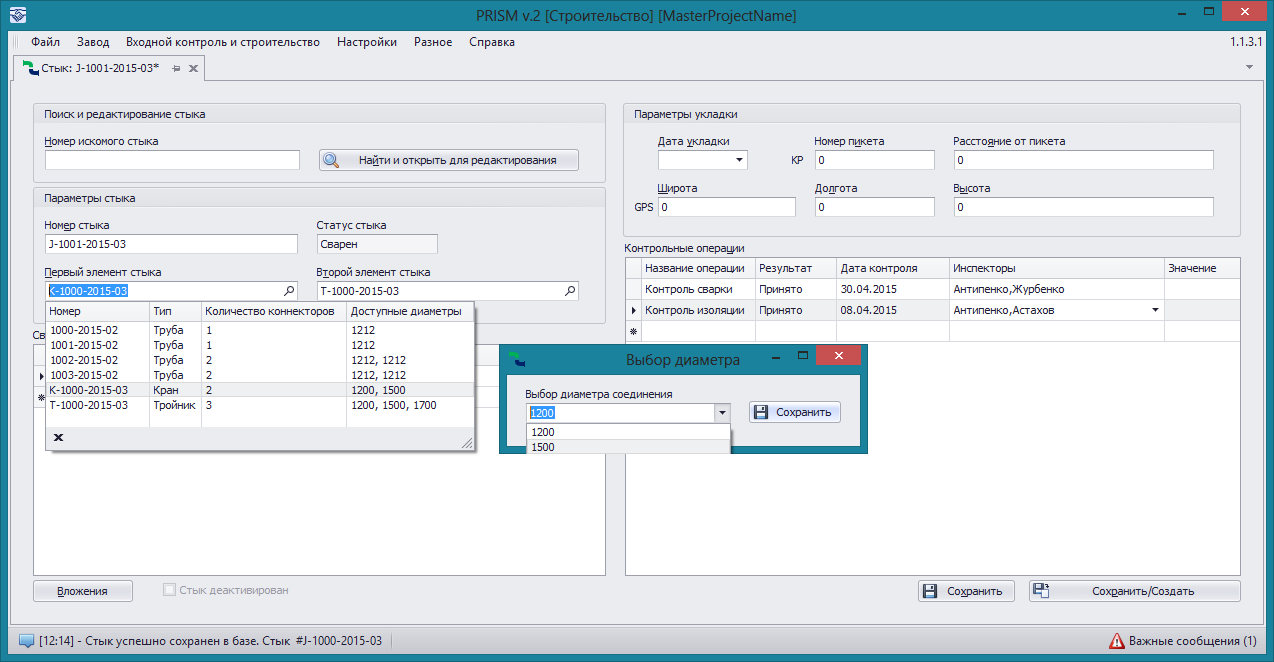 PRISM v.2 [Строительство] [MasterProjectName]
Файл Завод Входной контроль и строительство Настройки Разное Справка 1.1.3.1
Стык: J-1001-2015-03*
Поиск и редактирование стыка
Номер искомого стыка
Найти и открыть для редактирования
Параметры стыка
Номер стыка Статус стыка
J-1001-2015-03 Сварен
Первый элемент стыка Второй элемент стыка
К-1000-2015-03 Т-1000-2015-03
Номер Тип Количество коннекторов Доступные диаметры
1000-2015-02 Труба 1 1212
1001-2015-02 Труба 1 1212
1002-2015-02 Труба 2 1212, 1212
1003-2015-02 Труба 2 1212, 1212
К-1000-2015-03 Кран 2 1200, 1500
Т-1000-2015-03 Тройник 3 1200, 1500, 1700
Св
Параметры укладки
Дата укладки Номер пикета Расстояние от пикета
КР 0 0
Широта Долгота Высота
GPS 0 0 0
Контрольные операции
Название операции Результат Дата контроля Инспекторы Значение
Контроль сварки Принято 30.04.2015 Антипенко,Журбенко
Контроль изоляции Принято 08.04.2015 Антипенко,Астахов
Выбор диаметра
Выбор диаметра соединения
1200 Сохранить
1200
1500
Вложения Стык деактивирован Сохранить Сохранить/Создать
[12:14] - Стык успешно сохранен в базе. Стык #J-1000-2015-03 Важные сообщения (1)